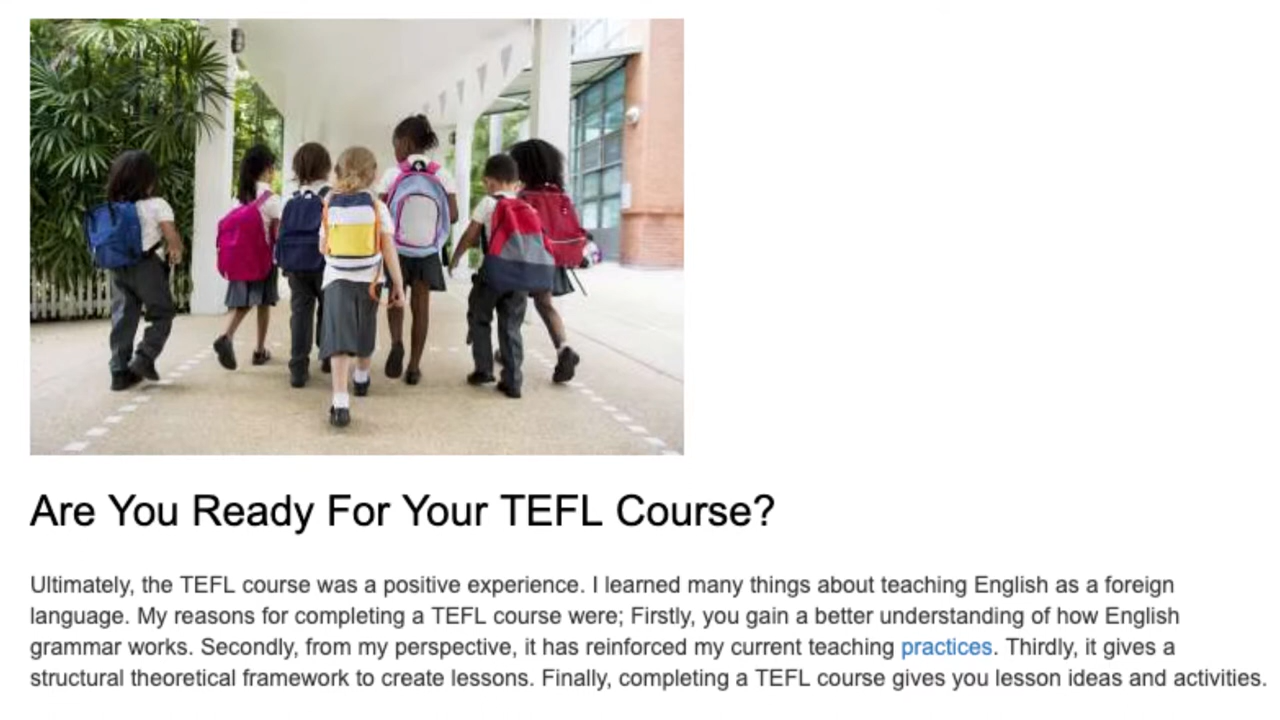 Are You Ready For Your TEFL Course?
Ultimately, the TEFL course was a positive experience. I learned many things about teaching English as a foreign
language. My reasons for completing a TEFL course were; Firstly, you gain a better understanding of how English
grammar works. Secondly, from my perspective, it has reinforced my current teaching practices. Thirdly, it gives a
structural theoretical framework to create lessons. Finally, completing a TEFL course gives you lesson ideas and activities.